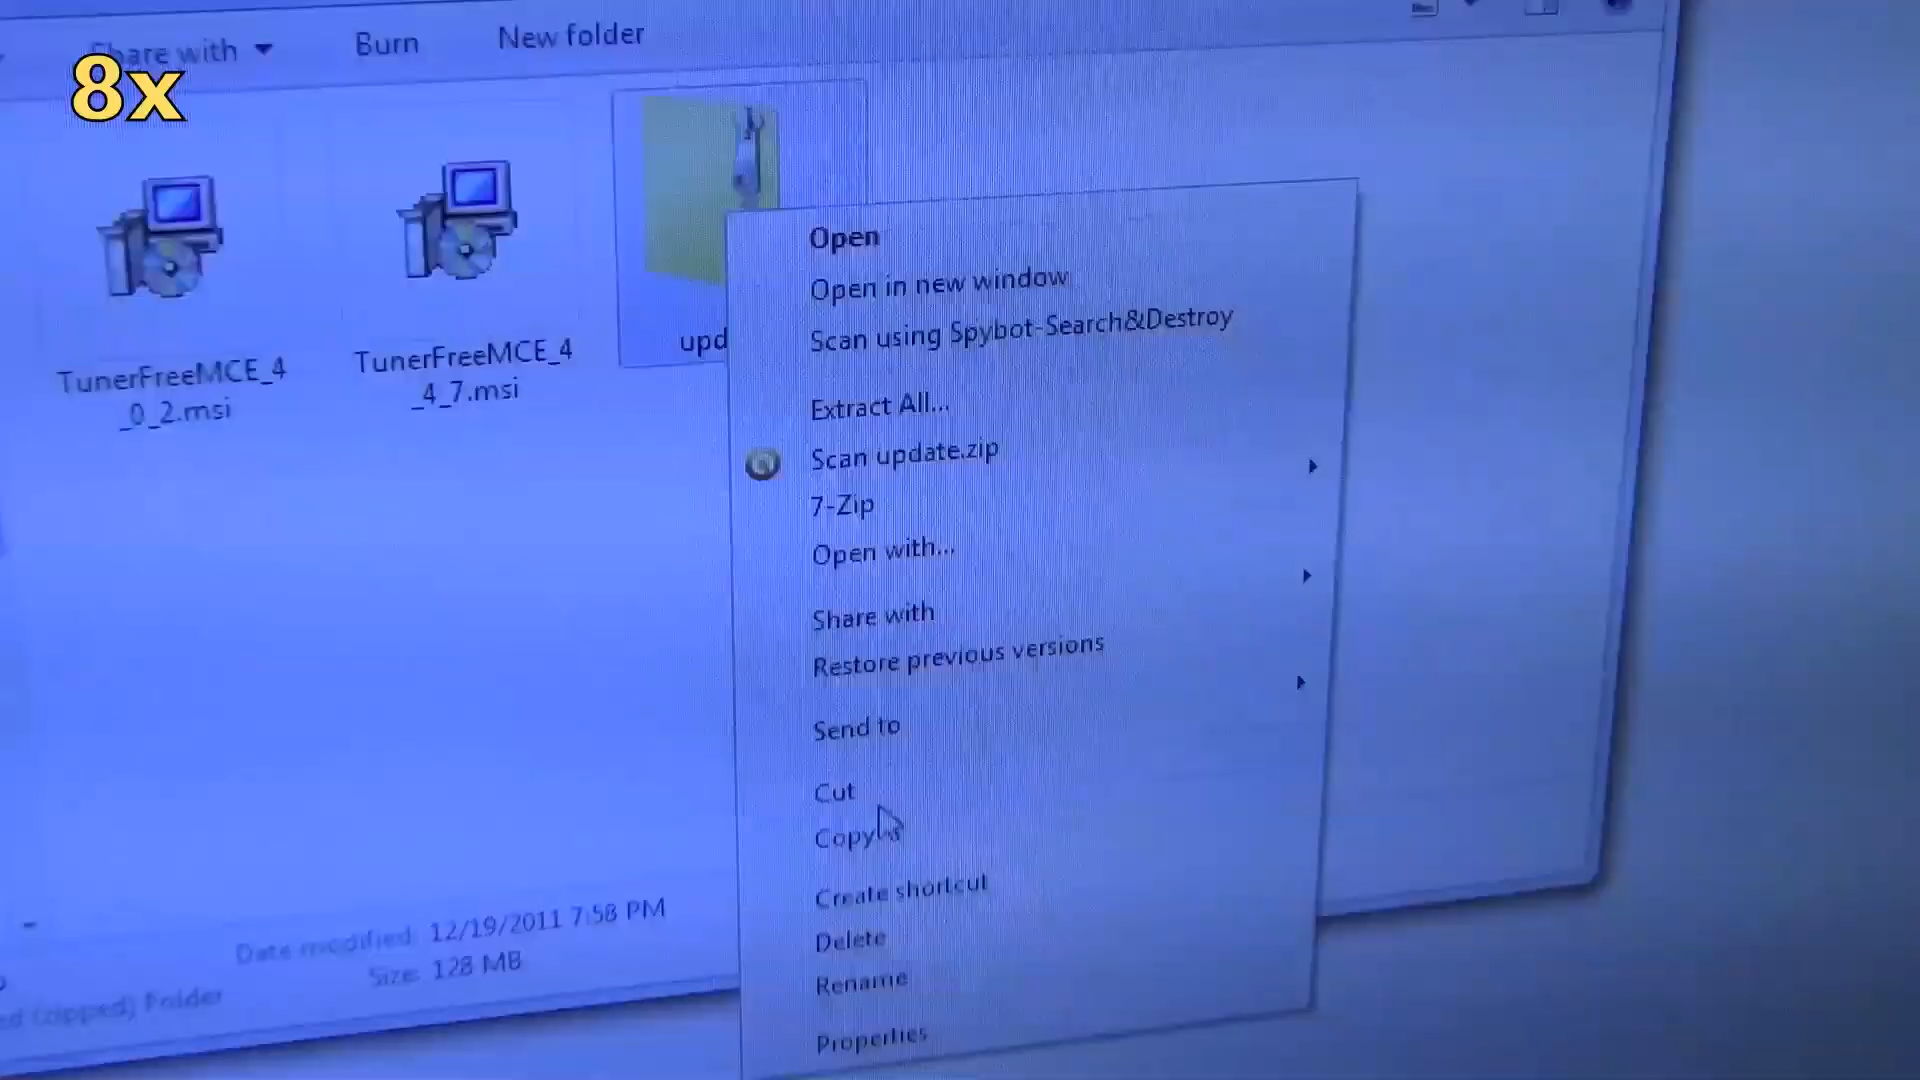 Share with
Burn
New folder
8x
TunerFreeMCE_4
_0_2.msi
TunerFreeMCE_4
_4_7.msi
upd
Open
Open in new window
Scan using Spybot-Search&Destroy
Extract All...
Scan update.zip
7-Zip
Open with...
Share with
Restore previous versions
Send to
Cut
Copy
Create shortcut
Delete
Rename
Properties
Date modified: 12/19/2011 7:58 PM
Size: 128 MB
ed (zipped) Folder